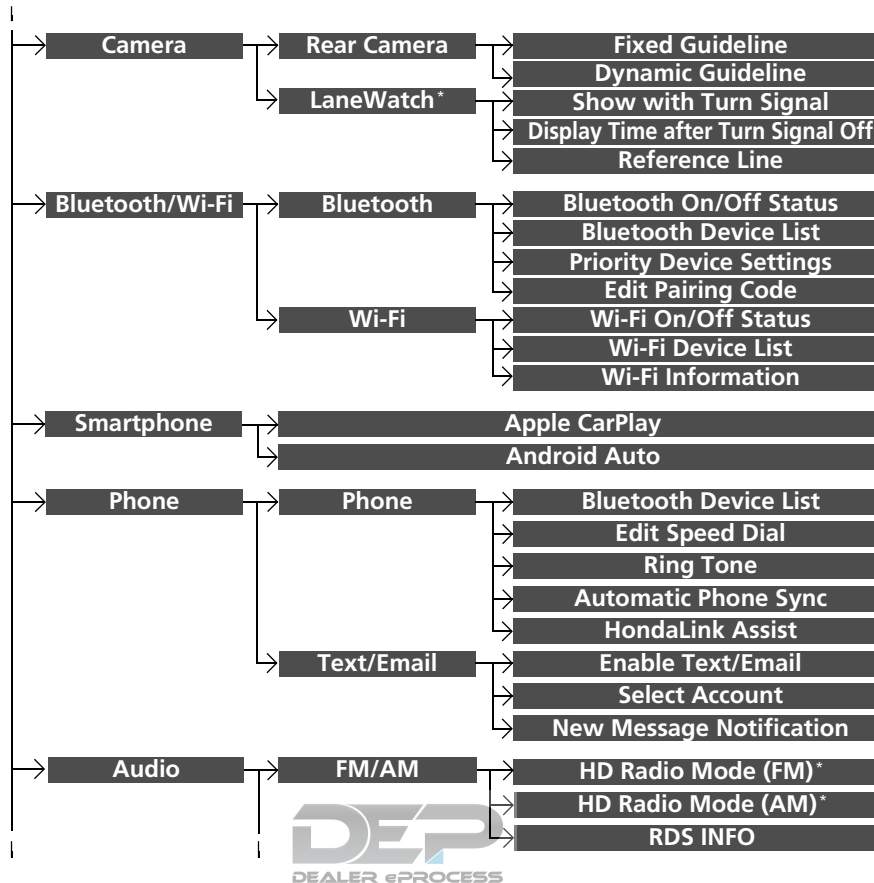 Camera Rear Camera Fixed Guideline
Dynamic Guideline
LaneWatch* Show with Turn Signal
Display Time after Turn Signal Off
Reference Line
Bluetooth/Wi-Fi Bluetooth Bluetooth On/Off Status
Bluetooth Device List
Priority Device Settings
Edit Pairing Code
Wi-Fi Wi-Fi On/Off Status
Wi-Fi Device List
Wi-Fi Information
Smartphone Apple CarPlay
Android Auto
Phone Phone Bluetooth Device List
Edit Speed Dial
Ring Tone
Automatic Phone Sync
HondaLink Assist
Text/Email Enable Text/Email
Select Account
New Message Notification
Audio FM/AM HD Radio Mode (FM)*
HD Radio Mode (AM)*
RDS INFO
DEP
DEALER ePROCESS